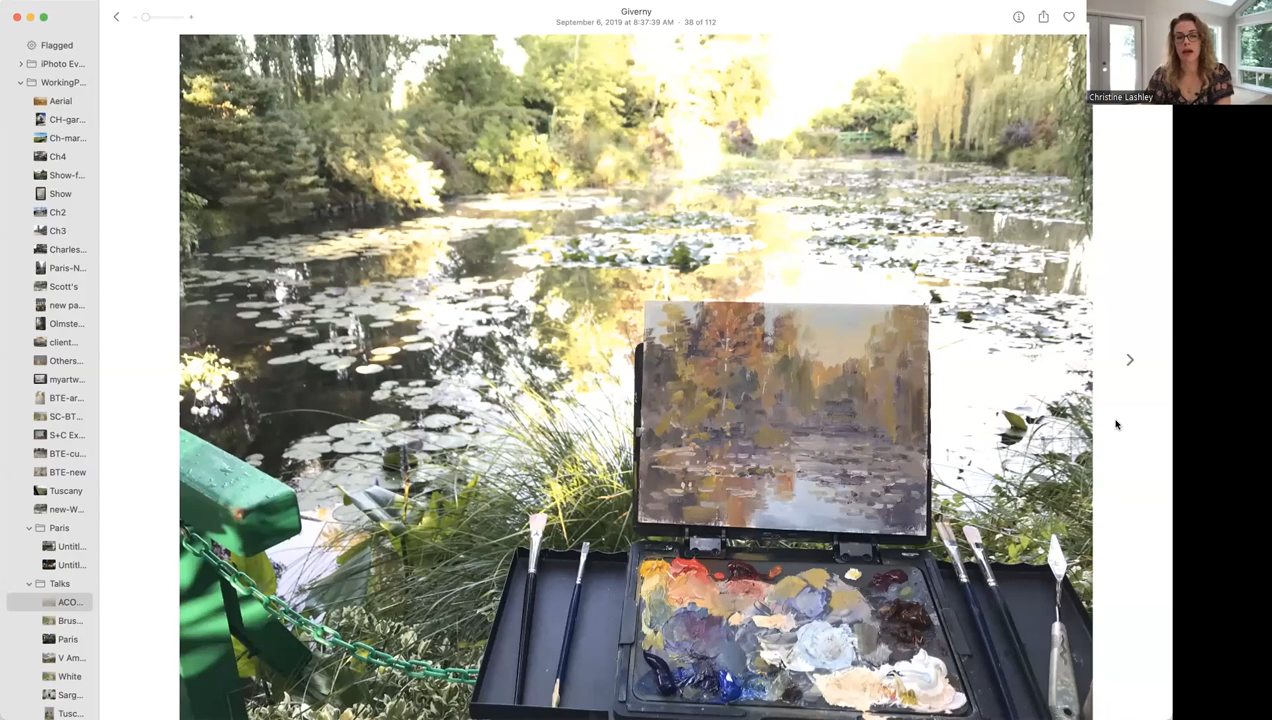 Giverny
September 6, 2019 at 8:37:39 AM · 38 of 112
Christine Lashley
Flagged
iPhoto Ev...
WorkingP...
Aerial
CH-gar...
Ch-mar...
Ch4
Show-f...
Show
Ch2
Ch3
Charles...
Paris-N...
Scott's
new pa...
Olmste...
client...
Others...
myartw...
BTE-ar...
SC-BT...
S+C Ex...
BTE-cu...
BTE-new
Tuscany
new-W...
Paris
Untitl...
Untitl...
Talks
ACO...
Brus...
Paris
V Am...
White
Sarg...
Tusc...